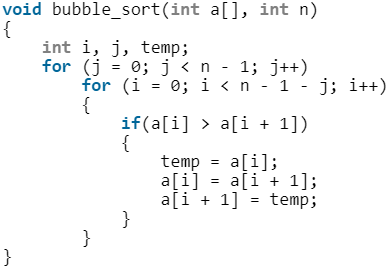 void bubble_sort(int a[], int n)
{
    int i, j, temp;
    for (j = 0; j < n - 1; j++)
        for (i = 0; i < n - 1 - j; i++)
        {
            if(a[i] > a[i + 1])
            {
                temp = a[i];
                a[i] = a[i + 1];
                a[i + 1] = temp;
            }
        }
}